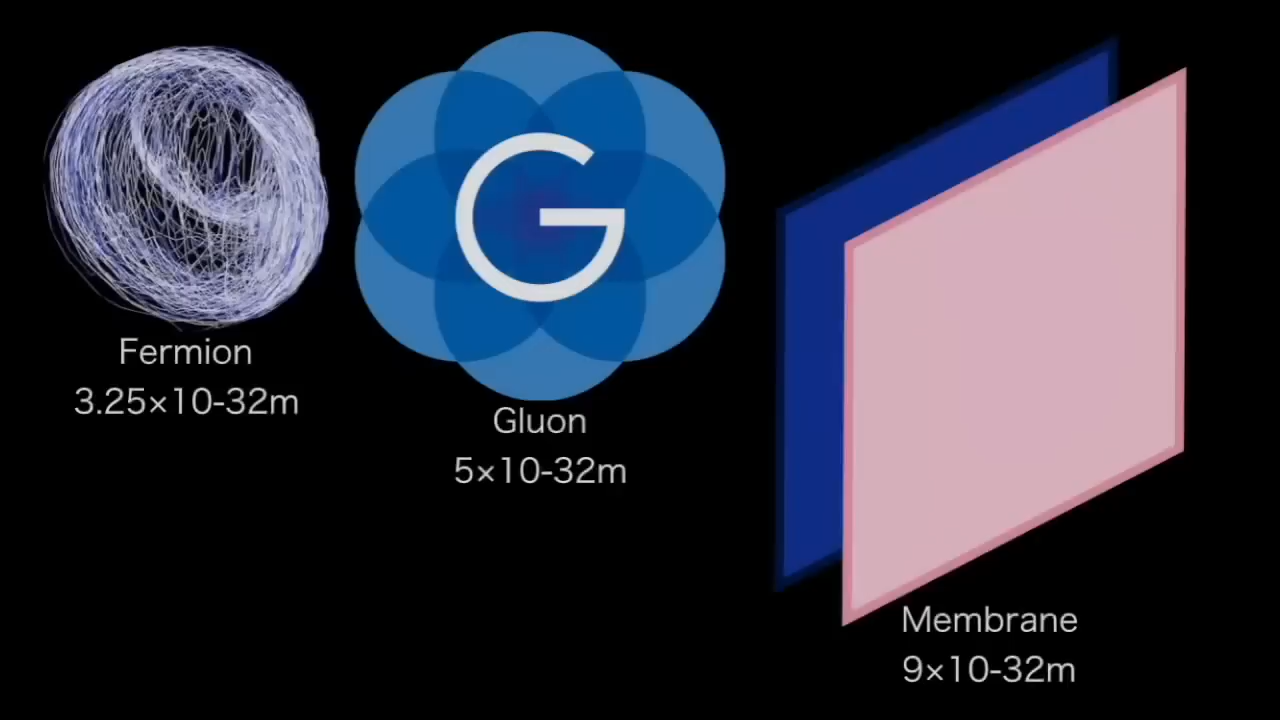 G
Fermion
3.25×10-32m
Gluon
5×10-32m
Membrane
9×10-32m